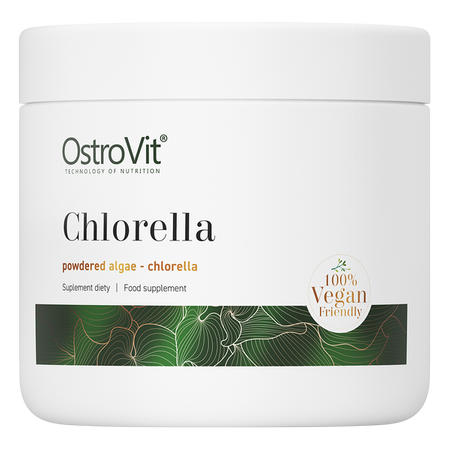 OstroVit®
TECHNOLOGY OF NUTRITION
Chlorella
powdered algae - chlorella
Suplement diety | Food supplement
100%
Vegan
Friendly